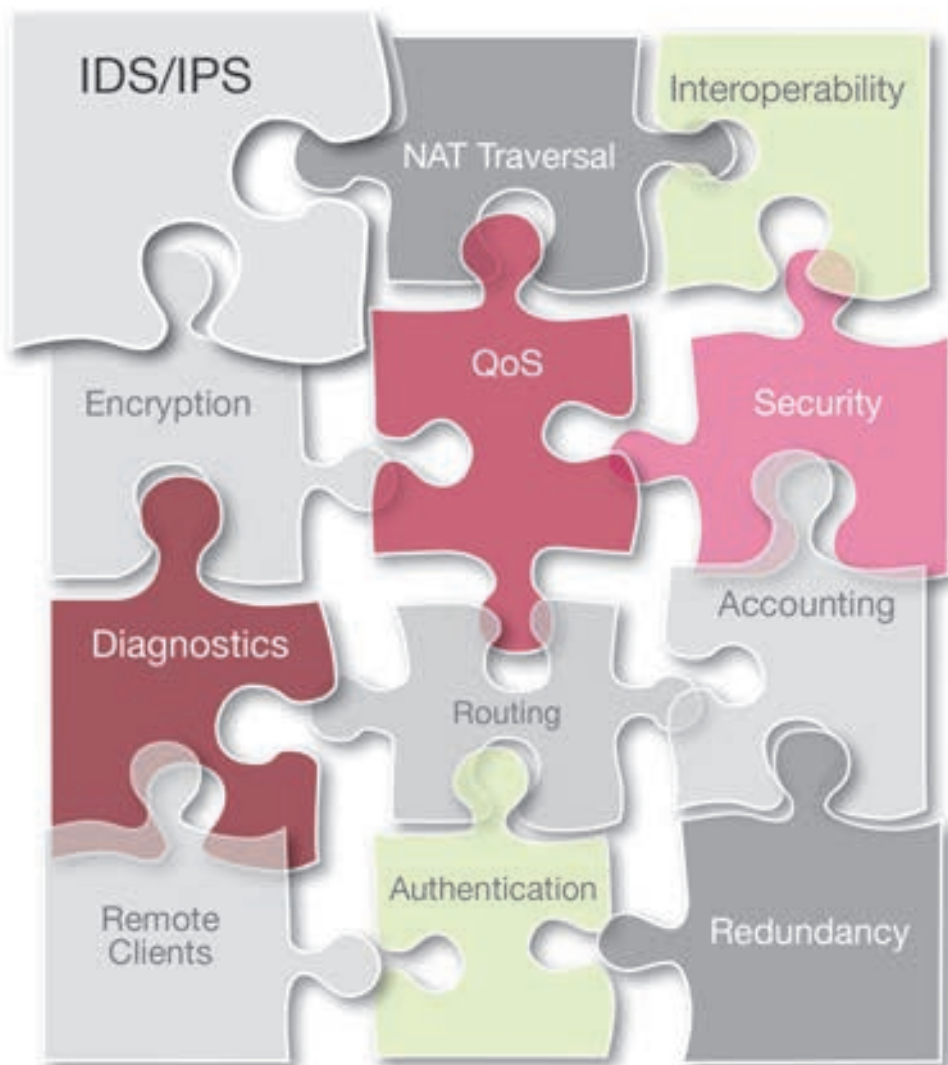 IDS/IPS
NAT Traversal
Interoperability
Encryption
QoS
Security
Diagnostics
Routing
Accounting
Remote
Clients
Authentication
Redundancy